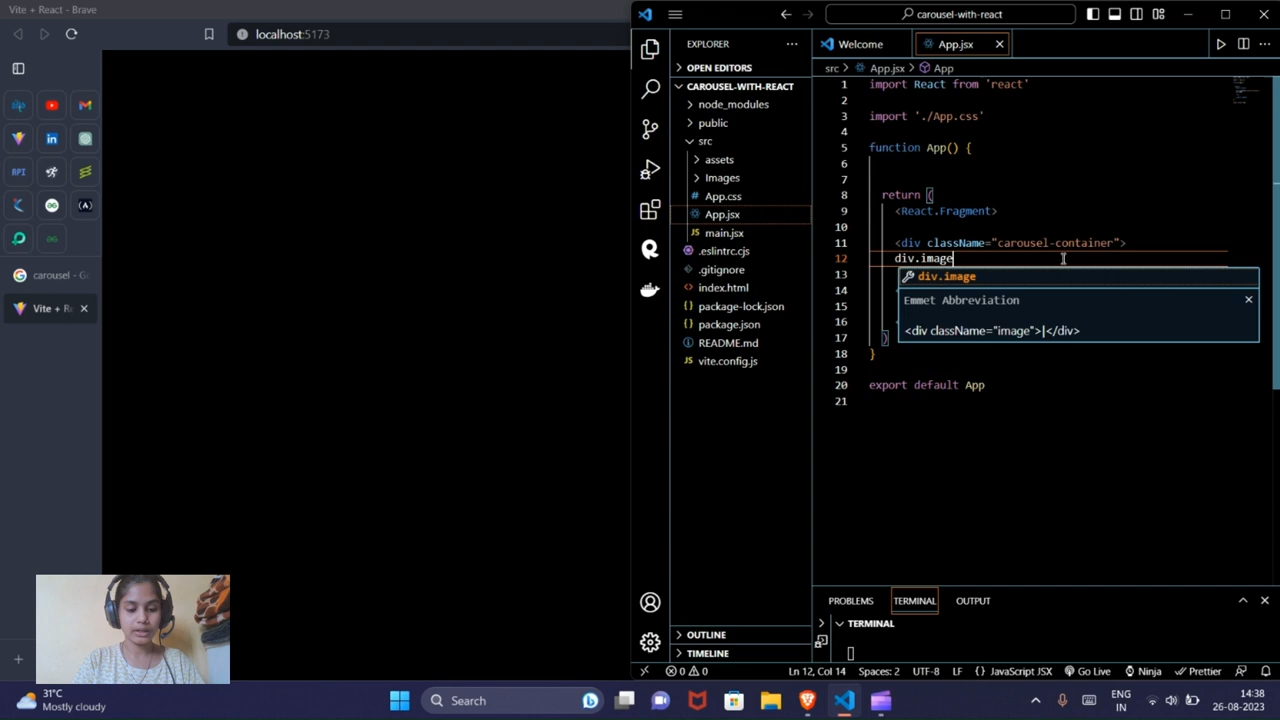 Vite + React - Brave
localhost:5173
carousel - G
Vite + Re
carousel-with-react
EXPLORER
OPEN EDITORS
CAROUSEL-WITH-REACT
node_modules
public
src
assets
Images
# App.css
App.jsx
JS main.jsx
.eslintrc.cjs
.gitignore
index.html
package-lock.json
package.json
README.md
JS vite.config.js
OUTLINE
TIMELINE
Welcome
App.jsx
src > App.jsx > App
1 import React from 'react'
2
3 import './App.css'
4
5 function App() {
6
7
8 return (
9 <React.Fragment>
10
11 <div className="carousel-container">
12 div.image
13
14
15
16
17 )
18 }
19
20 export default App
21
div.image
Emmet Abbreviation
<div className="image">|</div>
PROBLEMS TERMINAL OUTPUT
TERMINAL
0 0
Ln 12, Col 14 Spaces: 2 UTF-8 LF {} JavaScript JSX Go Live Ninja Prettier
31°C
Mostly cloudy
Search
ENG
IN
14:38
26-08-2023